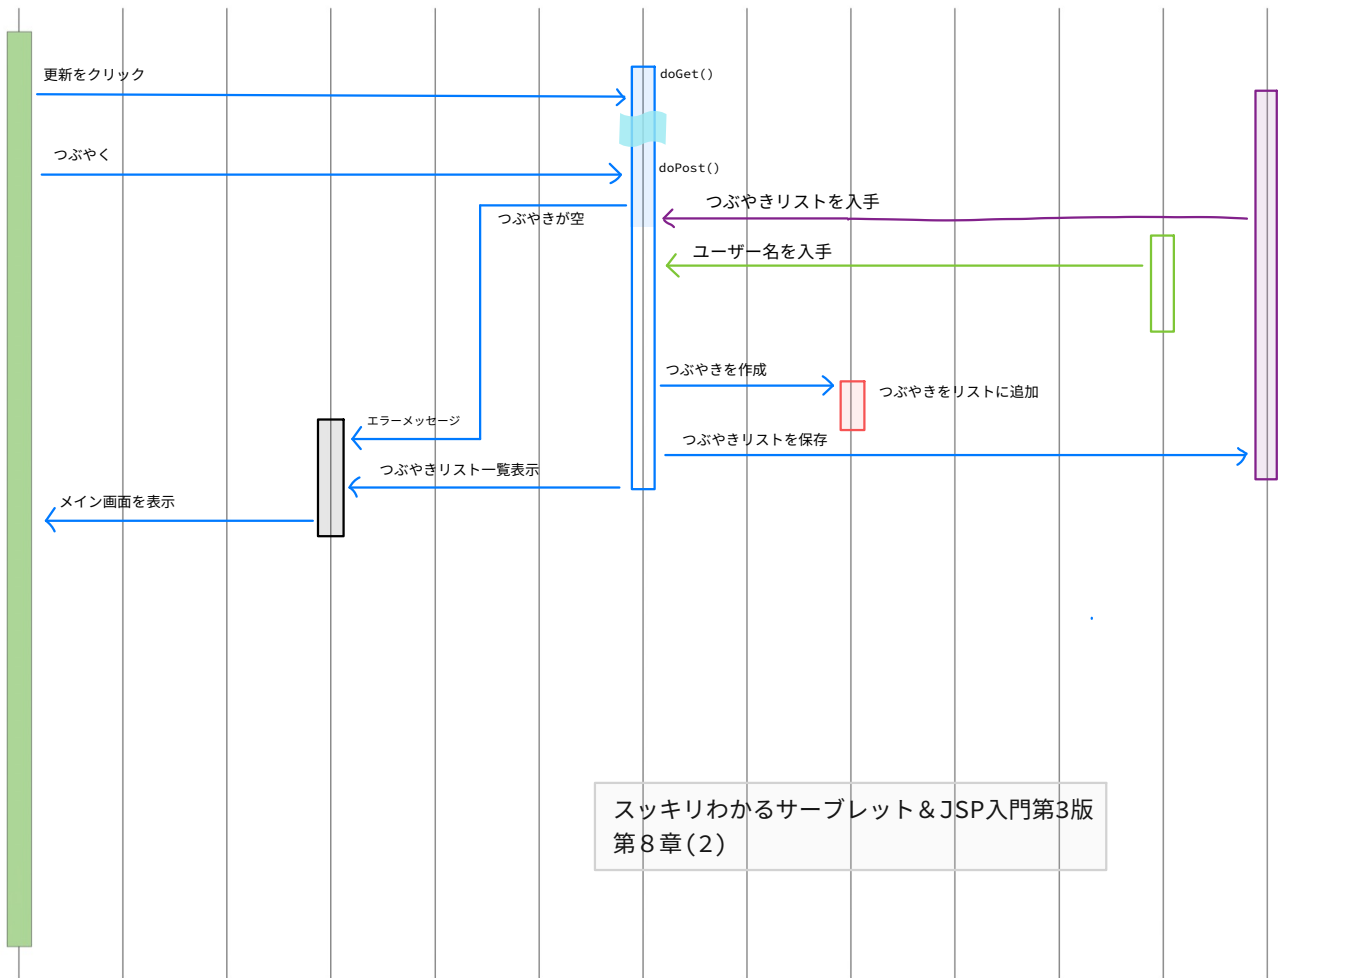 更新をクリック
doGet()
つぶやく
doPost()
つぶやきリストを入手
つぶやきが空
ユーザー名を入手
つぶやきを作成
つぶやきをリストに追加
エラーメッセージ
つぶやきリストを保存
つぶやきリスト一覧表示
メイン画面を表示
スッキリわかるサーブレット＆JSP入門第3版
第８章(2)